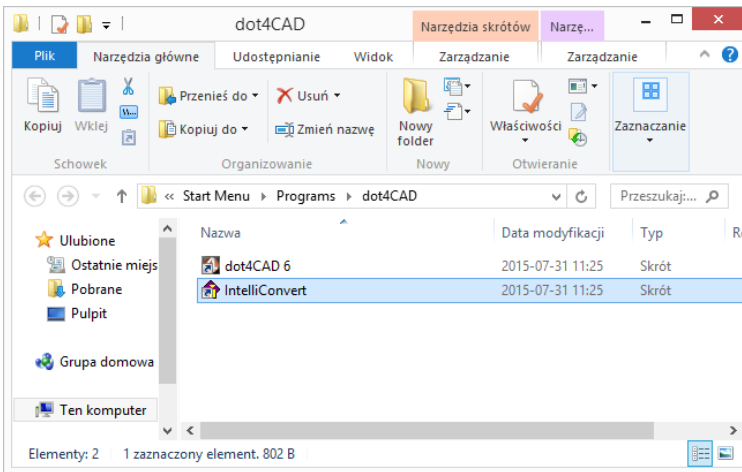 dot4CAD
Narzędzia skrótów
Narzę...
Plik
Narzędzia główne
Udostępnianie
Widok
Zarządzanie
Zarządzanie
Kopiuj
Wklej
Schowek
Przenieś do
Kopiuj do
Usuń
Zmień nazwę
Organizowanie
Nowy
folder
Nowy
Właściwości
Otwieranie
Zaznaczanie
« Start Menu Programs dot4CAD
Przeszukaj:...
Ulubione
Ostatnie miejs
Pobrane
Pulpit
Grupa domowa
Ten komputer
Nazwa Data modyfikacji Typ
dot4CAD 6 2015-07-31 11:25 Skrót
IntelliConvert 2015-07-31 11:25 Skrót
Elementy: 2 1 zaznaczony element. 802 B